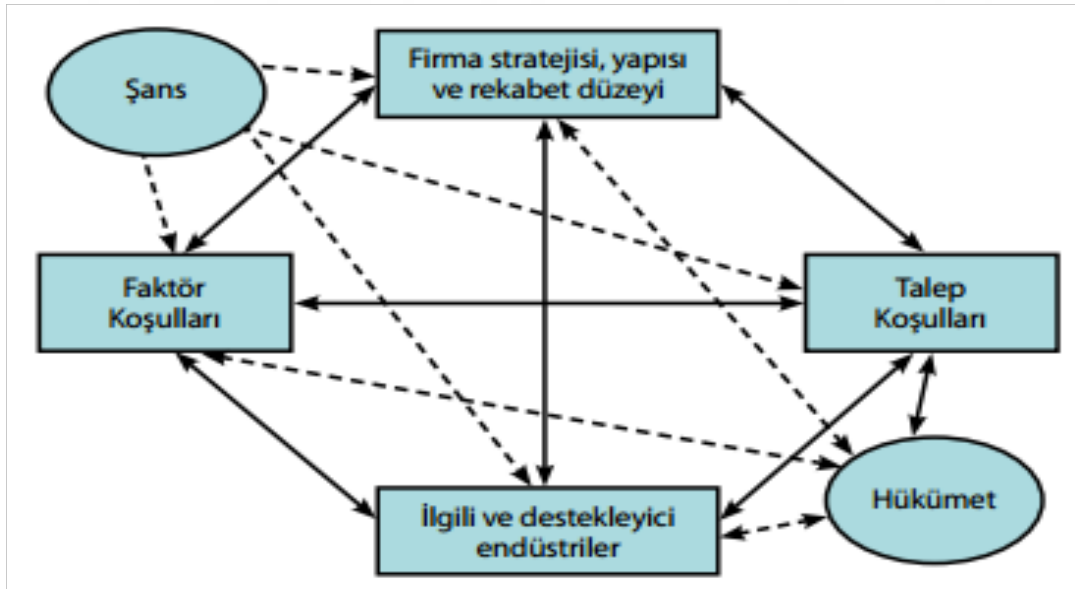 Şans
Firma stratejisi, yapısı
ve rekabet düzeyi
Faktör
Koşulları
Talep
Koşulları
İlgili ve destekleyici
endüstriler
Hükümet